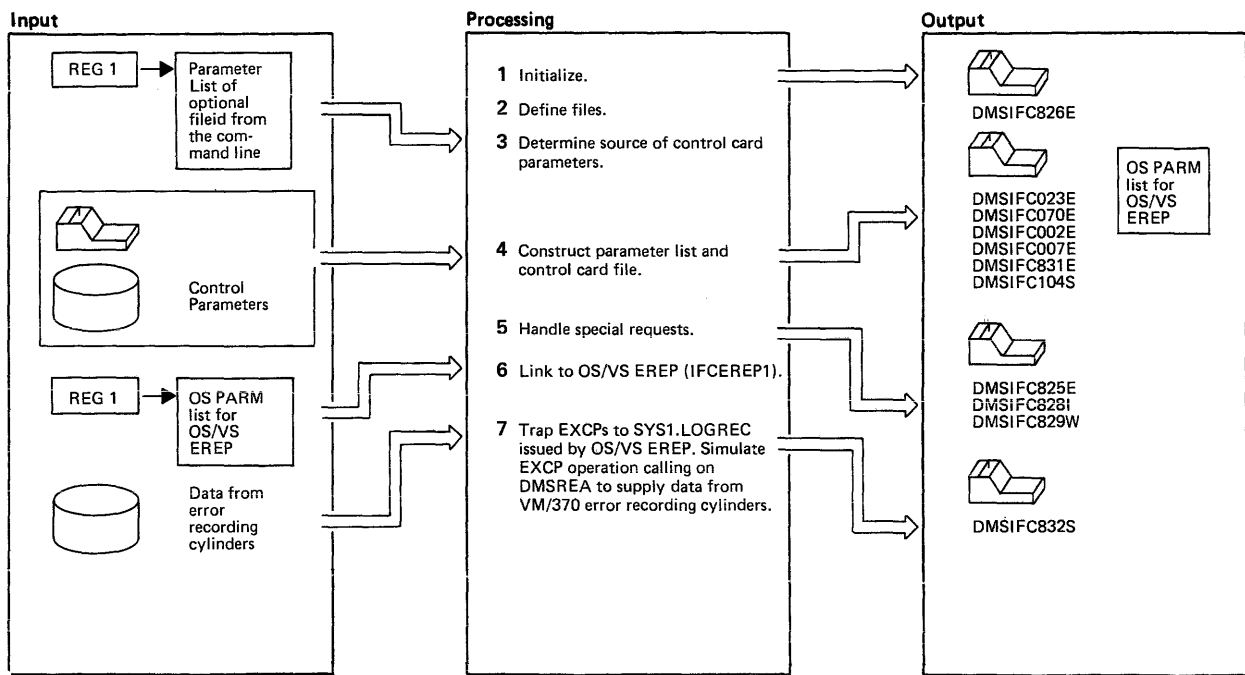 Input
REG 1
Parameter
List of
optional
fileid from
the com-
mand line
Control
Parameters
REG 1
OS PARM
list for
OS/VS
EREP
Data from
error
recording
cylinders
Processing
1 Initialize.
2 Define files.
3 Determine source of control card
parameters.
4 Construct parameter list and
control card file.
5 Handle special requests.
6 Link to OS/VS EREP (IFCEREP1).
7 Trap EXCPs to SYS1.LOGREC
issued by OS/VS EREP. Simulate
EXCP operation calling on
DMSREA to supply data from
VM/370 error recording cylinders.
Output
DMSIFC826E
DMSIFC023E
DMSIFC070E
DMSIFC002E
DMSIFC007E
DMSIFC831E
DMSIFC104S
OS PARM
list for
OS/VS
EREP
DMSIFC825E
DMSIFC828I
DMSIFC829W
DMSIFC832S